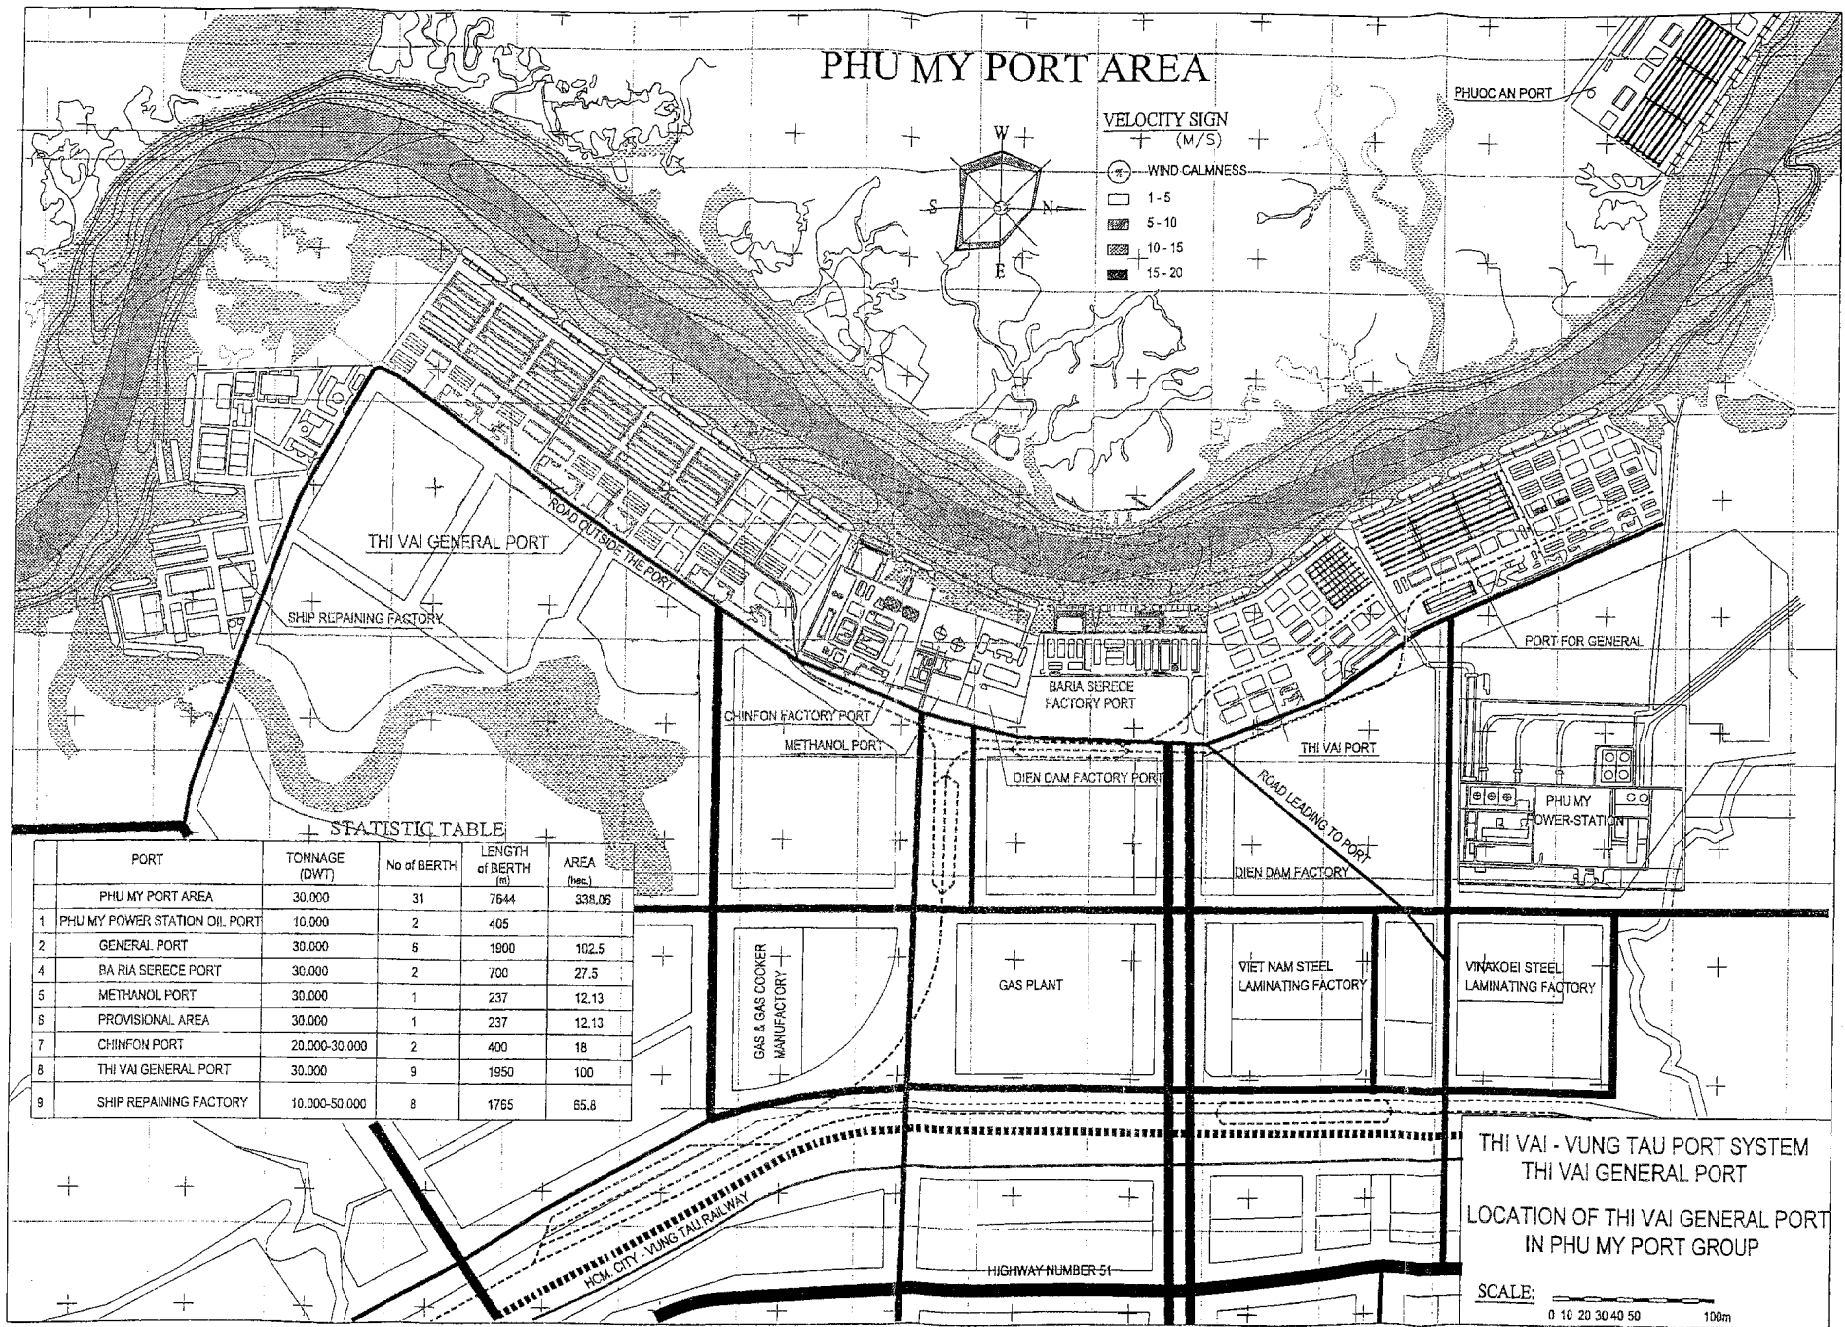 PHU MY PORT AREA
PHUOC AN PORT
VELOCITY SIGN
(M/S)
WIND CALMNESS
1-5
5-10
10-15
15-20
W
S
N
E
THI VAI GENERAL PORT
ROAD OUTSIDE THE PORT
SHIP REPAINING FACTORY
PORT FOR GENERAL
BARIA SERECE
FACTORY PORT
CHINFON FACTORY PORT
METHANOL PORT
DIEN DAM FACTORY PORT
THI VAI PORT
ROAD LEADING TO PORT
PHU MY
POWER-STATION
DIEN DAM FACTORY
STATISTIC TABLE
PORT TONNAGE (DWT) No of BERTH LENGTH of BERTH (m) AREA (hec.)
PHU MY PORT AREA 30.000 31 7644 338.06
1 PHU MY POWER STATION OIL PORT 10.000 2 405
2 GENERAL PORT 30.000 6 1900 102.5
4 BA RIA SERECE PORT 30.000 2 700 27.5
5 METHANOL PORT 30.000 1 237 12.13
6 PROVISIONAL AREA 30.000 1 237 12.13
7 CHINFON PORT 20.000-30.000 2 400 18
8 THI VAI GENERAL PORT 30.000 9 1950 100
9 SHIP REPAINING FACTORY 10.000-50.000 8 1765 65.8
GAS & GAS COOKER
MANUFACTORY
GAS PLANT
VIET NAM STEEL
LAMINATING FACTORY
VINAKOEI STEEL
LAMINATING FACTORY
HCM. CITY - VUNG TAU RAILWAY
HIGHWAY NUMBER 51
THI VAI - VUNG TAU PORT SYSTEM
THI VAI GENERAL PORT
LOCATION OF THI VAI GENERAL PORT
IN PHU MY PORT GROUP
SCALE:
0 10 20 30 40 50 100m